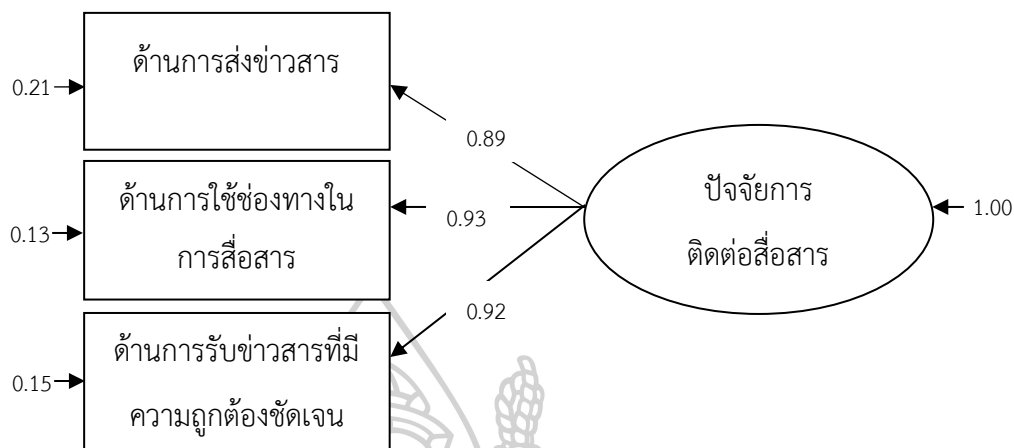 ด้านการส่งข่าวสาร
0.21
0.89
ด้านการใช้ช่องทางใน
การสื่อสาร
0.13
0.93
ปัจจัยการ
ติดต่อสื่อสาร
1.00
0.92
ด้านการรับข่าวสารที่มี
ความถูกต้องชัดเจน
0.15